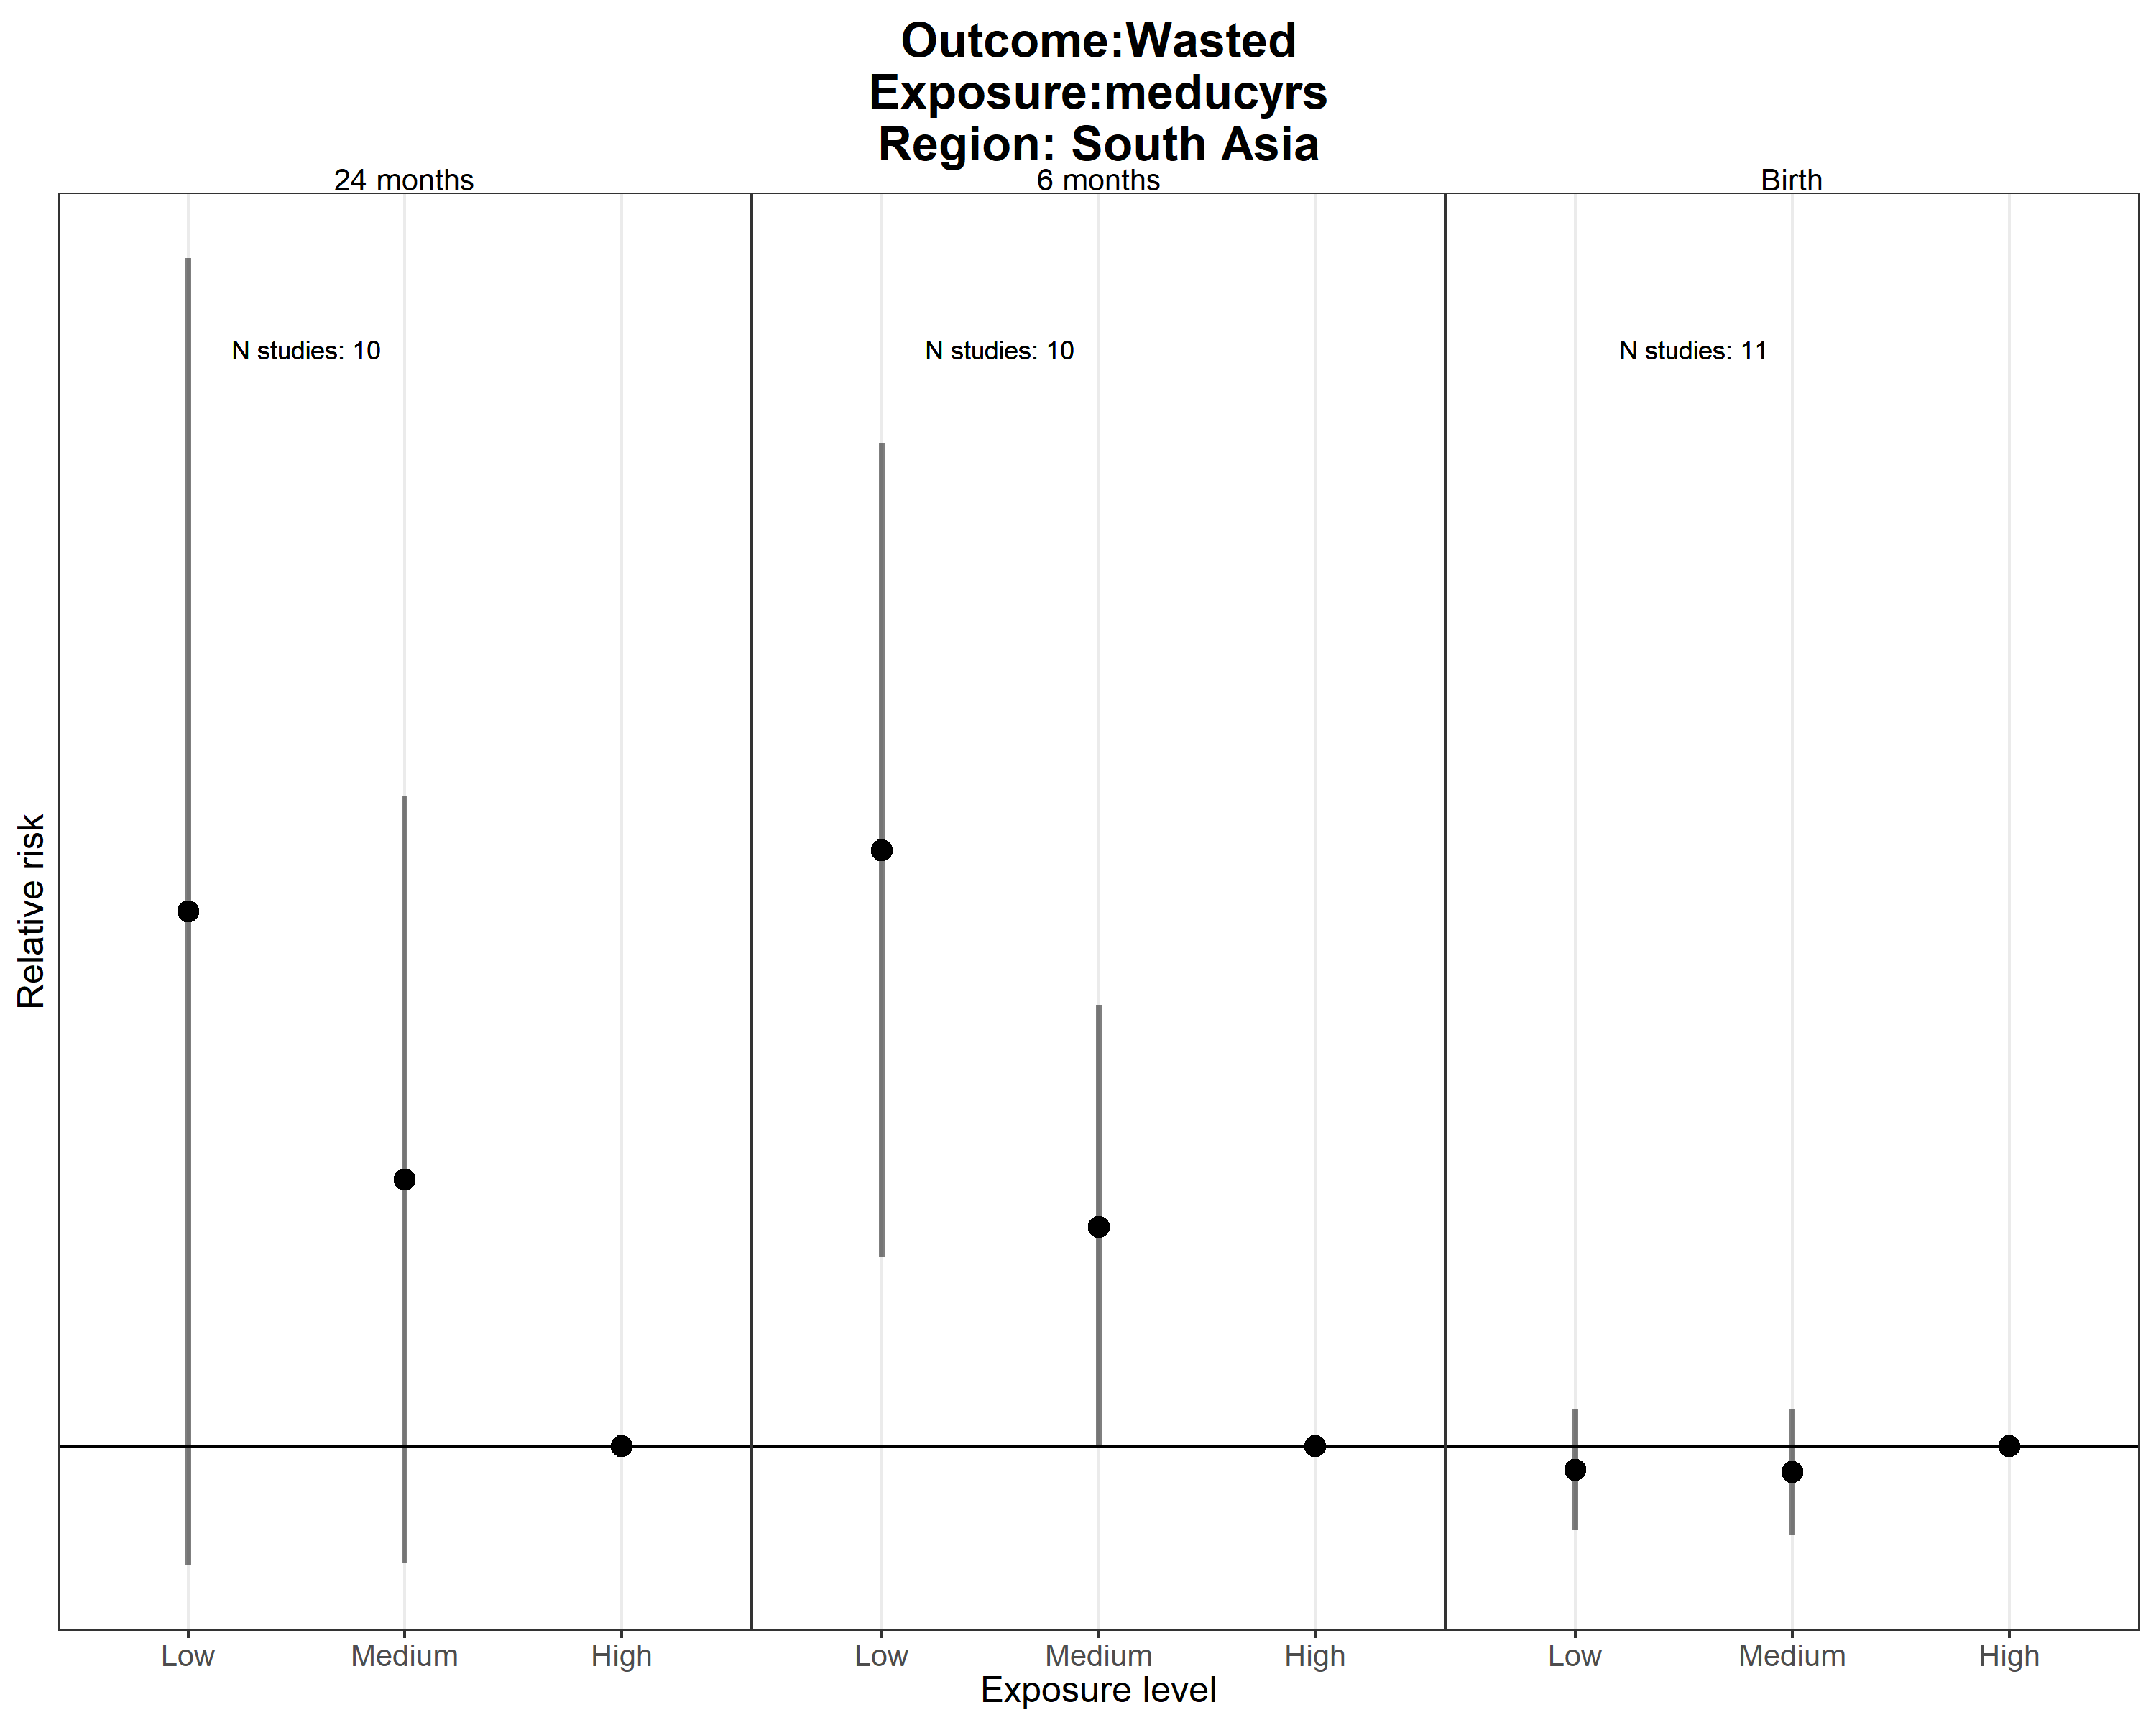 Outcome:Wasted
Exposure:meducyrs
Region: South Asia
24 months
6 months
Birth
N studies: 10
N studies: 10
N studies: 11
Relative risk
Low
Medium
High
Low
Medium
High
Low
Medium
High
Exposure level